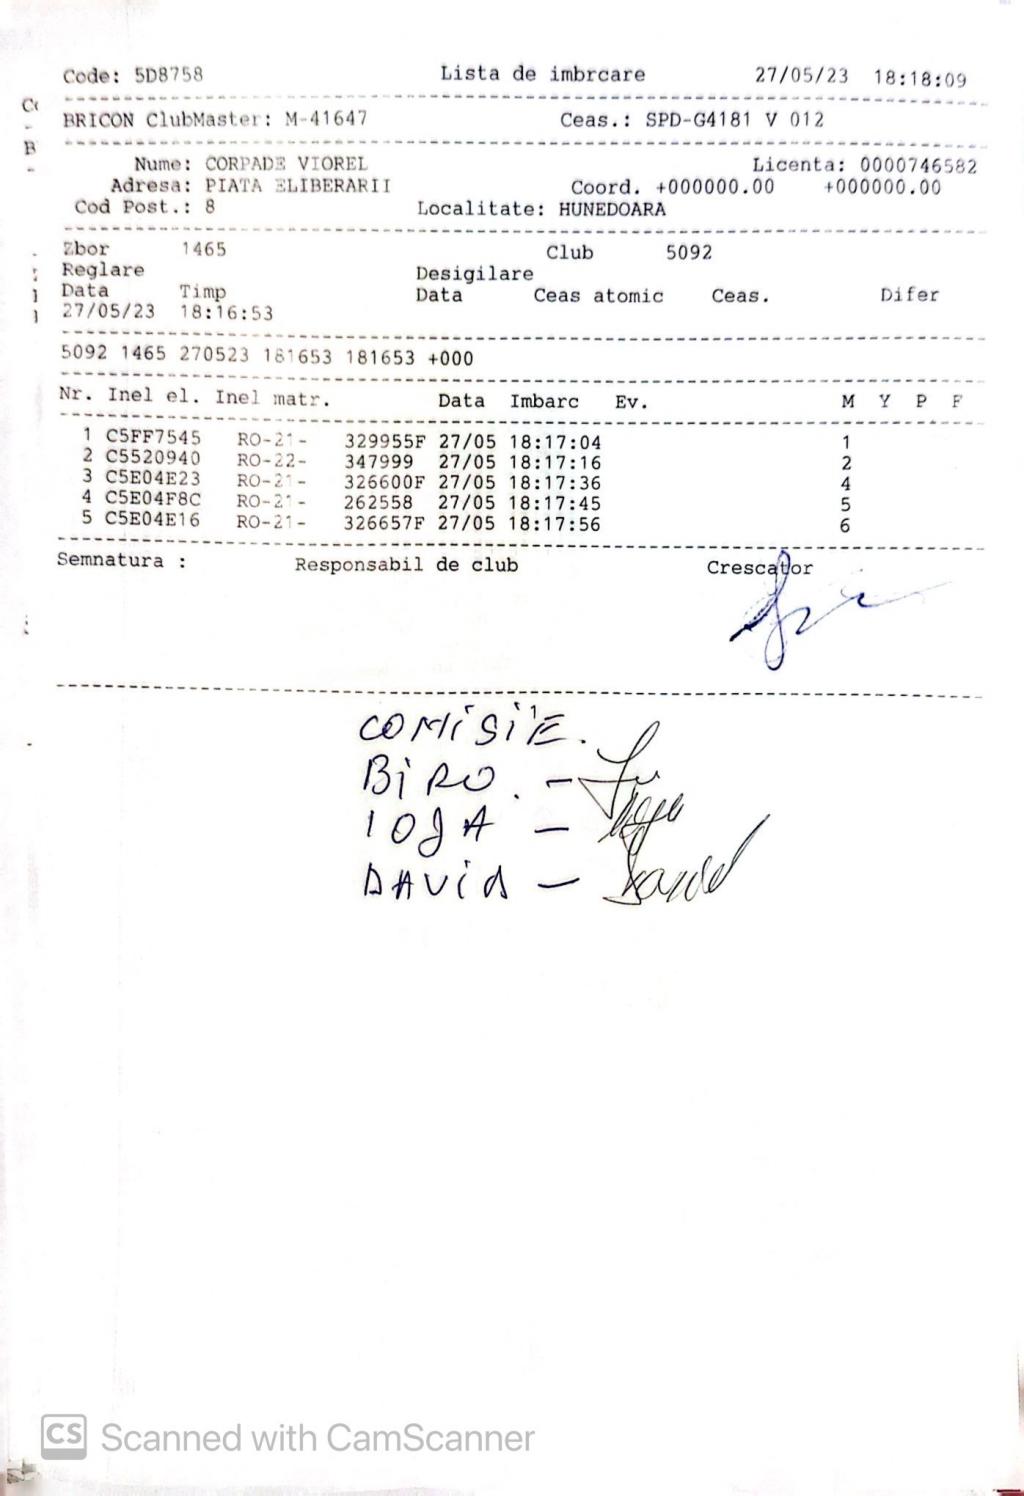 Code: 5D8758 Lista de imbrcare 27/05/23 18:18:09
BRICON ClubMaster: M-41647 Ceas.: SPD-G4181 V 012
Nume: CORPADE VIOREL Licenta: 0000746582
Adresa: PIATA ELIBERARII Coord. +000000.00 +000000.00
Cod Post.: 8 Localitate: HUNEDOARA
Zbor 1465 Club 5092
Reglare Desigilare
Data Timp Data Ceas atomic Ceas. Difer
27/05/23 18:16:53
5092 1465 270523 181653 181653 +000
Nr. Inel el. Inel matr. Data Imbarc Ev. M Y P F
1 C5FF7545 RO-21- 329955F 27/05 18:17:04 1
2 C5520940 RO-22- 347999 27/05 18:17:16 2
3 C5E04E23 RO-21- 326600F 27/05 18:17:36 4
4 C5E04F8C RO-21- 262558 27/05 18:17:45 5
5 C5E04E16 RO-21- 326657F 27/05 18:17:56 6
Semnatura : Responsabil de club Crescator
COMISIE.
BIRO. -
IOJA -
DAVID -
CS Scanned with CamScanner